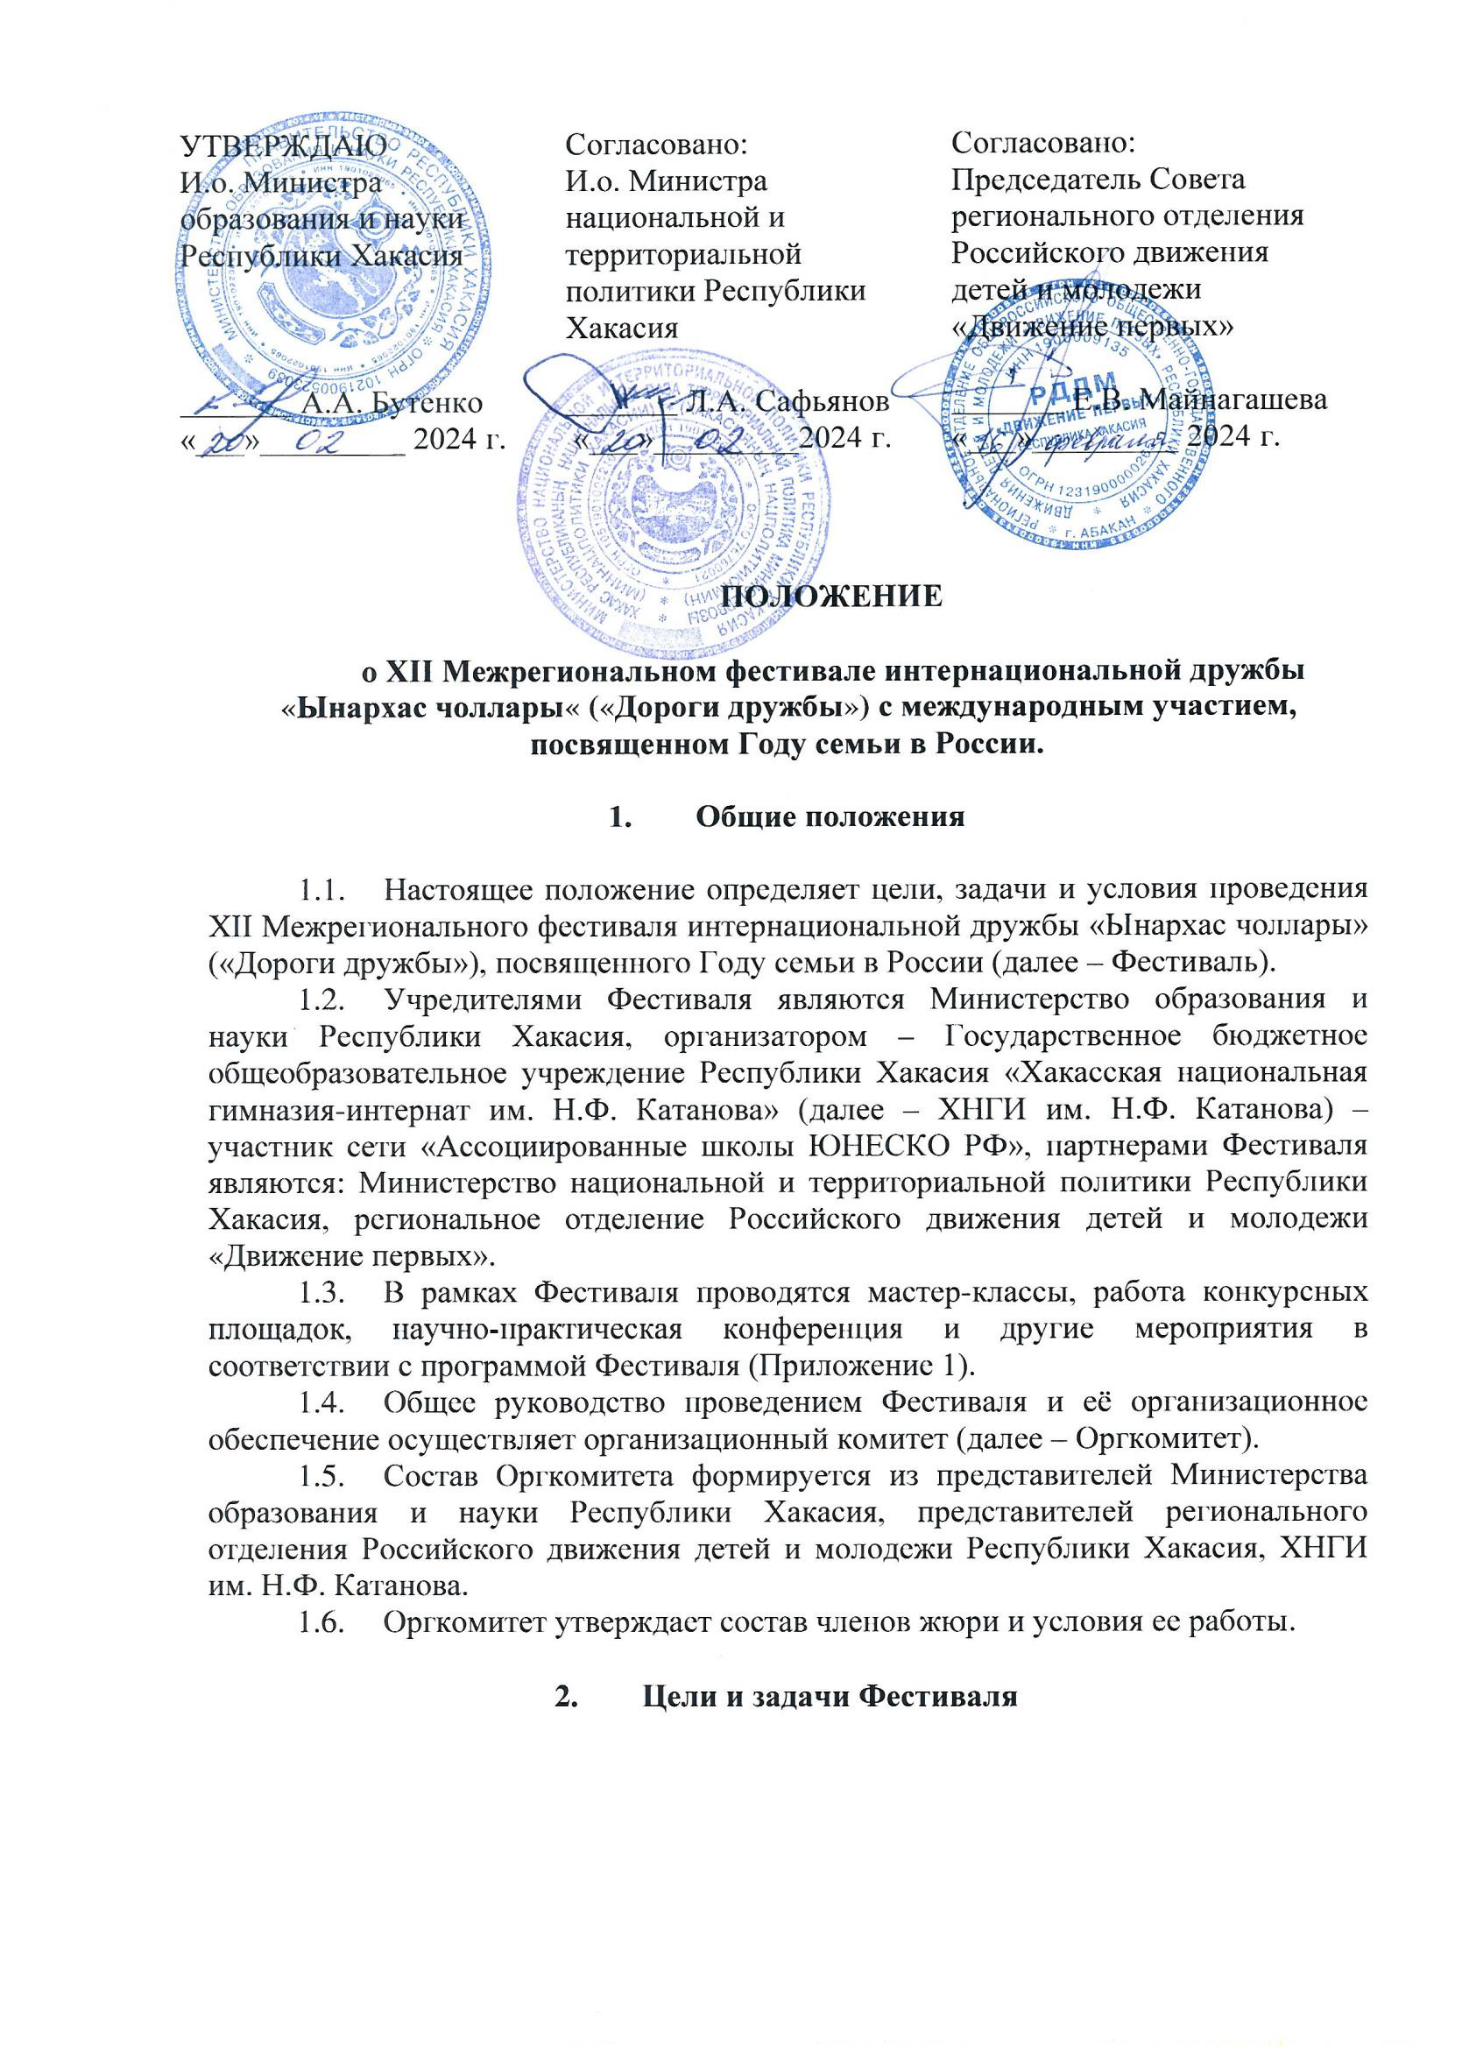 УТВЕРЖДАЮ
И.о. Министра
образования и науки
Республики Хакасия
А.А. Бутенко
«20» 02 2024 г.
Согласовано:
И.о. Министра
национальной и
территориальной
политики Республики
Хакасия
Л.А. Сафьянов
«20» 02 2024 г.
Согласовано:
Председатель Совета
регионального отделения
Российского движения
детей и молодежи
«Движение первых»
Е.В. Майнагашева
« » февраля 2024 г.
РДДМ
ДВИЖЕНИЕ ПЕРВЫХ
РЕСПУБЛИКА ХАКАСИЯ
г. АБАКАН
ПОЛОЖЕНИЕ
о XII Межрегиональном фестивале интернациональной дружбы
«Ынархас чоллары« («Дороги дружбы») с международным участием,
посвященном Году семьи в России.
1. Общие положения
1.1. Настоящее положение определяет цели, задачи и условия проведения
XII Межрегионального фестиваля интернациональной дружбы «Ынархас чоллары»
(«Дороги дружбы»), посвященного Году семьи в России (далее – Фестиваль).
1.2. Учредителями Фестиваля являются Министерство образования и
науки Республики Хакасия, организатором – Государственное бюджетное
общеобразовательное учреждение Республики Хакасия «Хакасская национальная
гимназия-интернат им. Н.Ф. Катанова» (далее – ХНГИ им. Н.Ф. Катанова) –
участник сети «Ассоциированные школы ЮНЕСКО РФ», партнерами Фестиваля
являются: Министерство национальной и территориальной политики Республики
Хакасия, региональное отделение Российского движения детей и молодежи
«Движение первых».
1.3. В рамках Фестиваля проводятся мастер-классы, работа конкурсных
площадок, научно-практическая конференция и другие мероприятия в
соответствии с программой Фестиваля (Приложение 1).
1.4. Общее руководство проведением Фестиваля и её организационное
обеспечение осуществляет организационный комитет (далее – Оргкомитет).
1.5. Состав Оргкомитета формируется из представителей Министерства
образования и науки Республики Хакасия, представителей регионального
отделения Российского движения детей и молодежи Республики Хакасия, ХНГИ
им. Н.Ф. Катанова.
1.6. Оргкомитет утверждает состав членов жюри и условия ее работы.
2. Цели и задачи Фестиваля